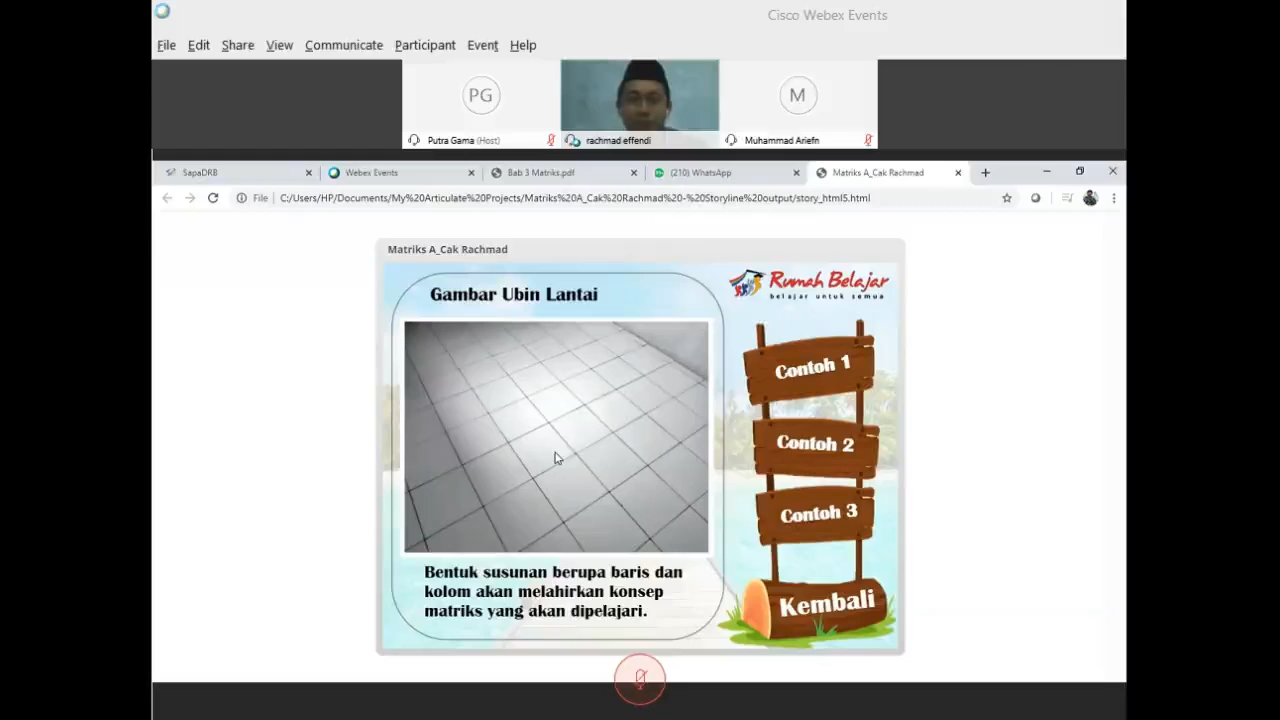 Cisco Webex Events
File Edit Share View Communicate Participant Event Help
PG
M
Putra Gama (Host)
rachmad effendi
Muhammad Ariefn
SapaDRB
Webex Events
Bab 3 Matriks.pdf
(210) WhatsApp
Matriks A_Cak Rachmad
File
C:/Users/HP/Documents/My%20Articulate%20Projects/Matriks%20A_Cak%20Rachmad%20-%20Storyline%20output/story_html5.html
Matriks A_Cak Rachmad
Gambar Ubin Lantai
Rumah Belajar
belajar untuk semua
Contoh 1
Contoh 2
Contoh 3
Kembali
Bentuk susunan berupa baris dan
kolom akan melahirkan konsep
matriks yang akan dipelajari.